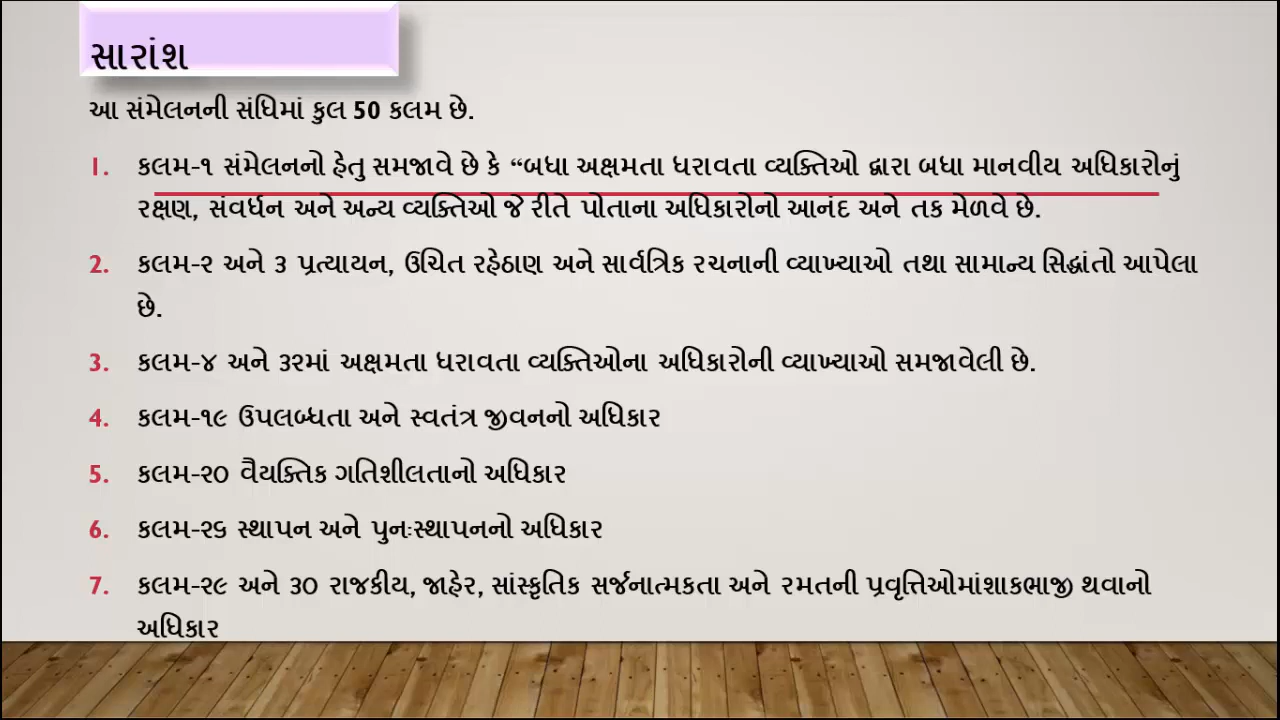 સારાંશ
આ સંમેલનની સંધિમાં કુલ 50 કલમ છે.
1. કલમ-૧ સંમેલનનો હેતુ સમજાવે છે કે “બધા અક્ષમતા ધરાવતા વ્યક્તિઓ દ્વારા બધા માનવીય અધિકારોનું
રક્ષણ, સંવર્ધન અને અન્ય વ્યક્તિઓ જે રીતે પોતાના અધિકારોનો આનંદ અને તક મેળવે છે.
2. કલમ-૨ અને ૩ પ્રત્યાયન, ઉચિત રહેઠાણ અને સાર્વત્રિક રચનાની વ્યાખ્યાઓ તથા સામાન્ય સિદ્ધાંતો આપેલા
છે.
3. કલમ-૪ અને ૩૨માં અક્ષમતા ધરાવતા વ્યક્તિઓના અધિકારોની વ્યાખ્યાઓ સમજાવેલી છે.
4. કલમ-૧૯ ઉપલબ્ધતા અને સ્વતંત્ર જીવનનો અધિકાર
5. કલમ-૨૦ વૈયક્તિક ગતિશીલતાનો અધિકાર
6. કલમ-૨૬ સ્થાપન અને પુનઃસ્થાપનનો અધિકાર
7. કલમ-૨૯ અને ૩૦ રાજકીય, જાહેર, સાંસ્કૃતિક સર્જનાત્મકતા અને રમતની પ્રવૃત્તિઓમાંશાકભાજી થવાનો
અધિકાર